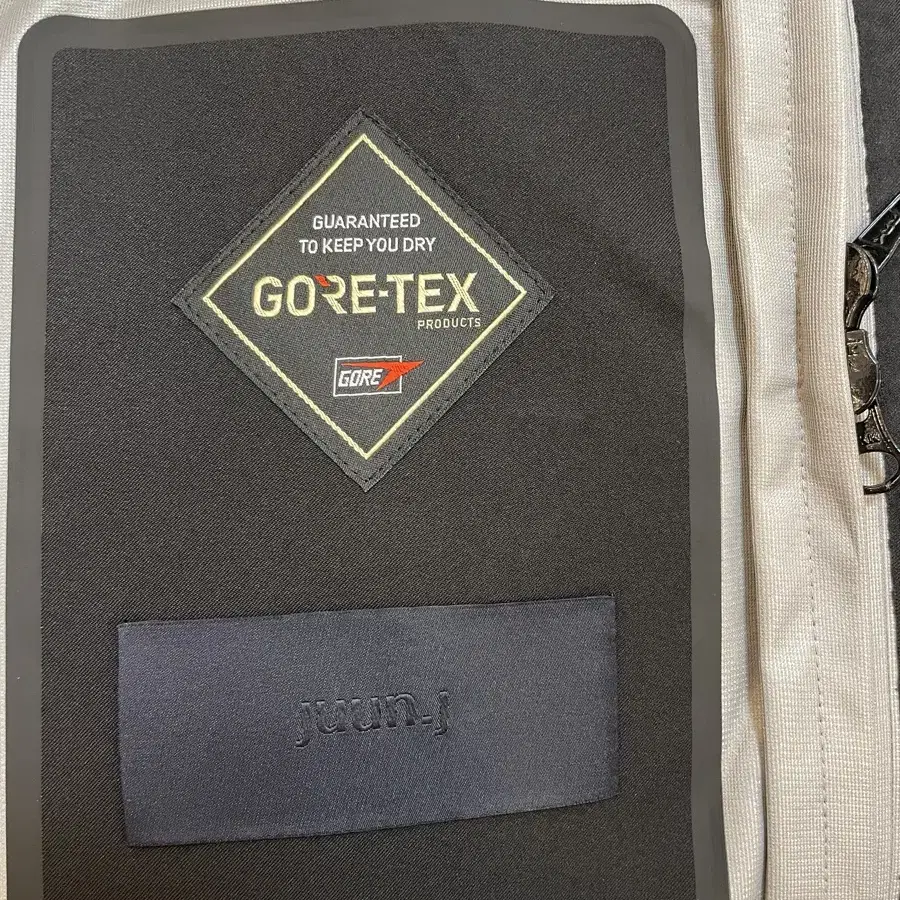 GUARANTEED
TO KEEP YOU DRY
GORE-TEX
PRODUCTS
GORE
juun.j